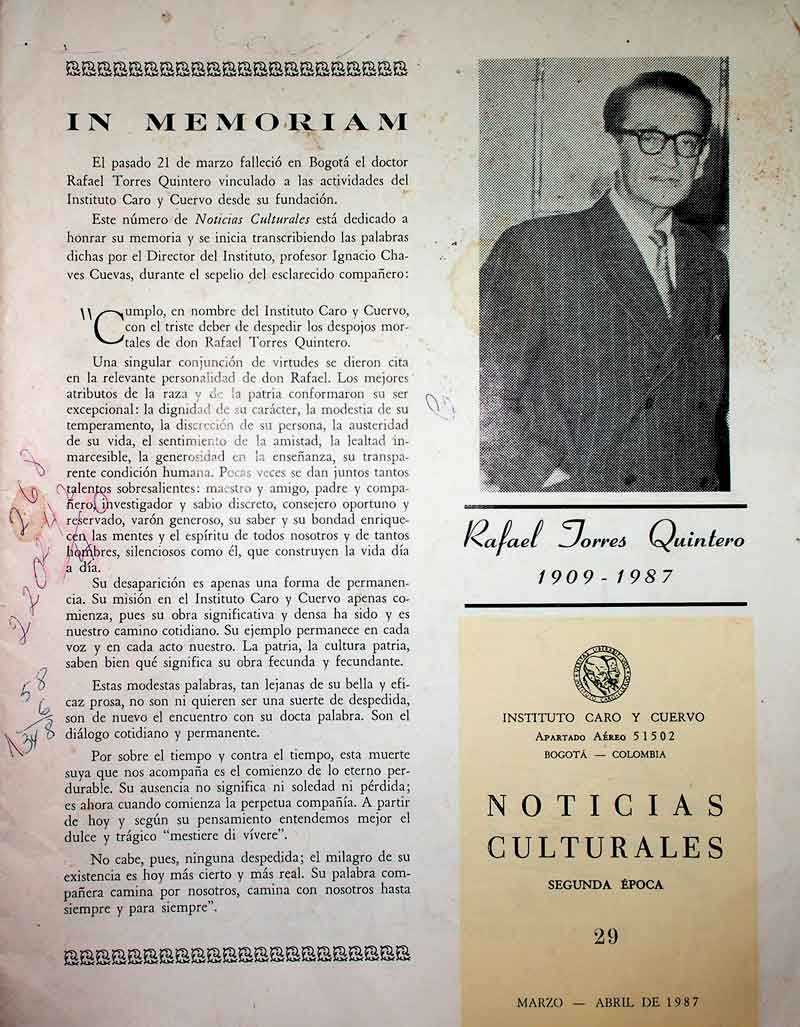 IN MEMORIAM
El pasado 21 de marzo falleció en Bogotá el doctor
Rafael Torres Quintero vinculado a las actividades del
Instituto Caro y Cuervo desde su fundación.
Este número de Noticias Culturales está dedicado a
honrar su memoria y se inicia transcribiendo las palabras
dichas por el Director del Instituto, profesor Ignacio Cha-
ves Cuevas, durante el sepelio del esclarecido compañero:
"Cumplo, en nombre del Instituto Caro y Cuervo,
con el triste deber de despedir los despojos mor-
tales de don Rafael Torres Quintero.
Una singular conjunción de virtudes se dieron cita
en la relevante personalidad de don Rafael. Los mejores
atributos de la raza y de la patria conformaron su ser
excepcional: la dignidad de su carácter, la modestia de su
temperamento, la discreción de su persona, la austeridad
de su vida, el sentimiento de la amistad, la lealtad in-
marcesible, la generosidad en la enseñanza, su transpa-
rente condición humana. Pocas veces se dan juntos tantos
talentos sobresalientes: maestro y amigo, padre y compa-
ñero, investigador y sabio discreto, consejero oportuno y
reservado, varón generoso, su saber y su bondad enrique-
cen las mentes y el espíritu de todos nosotros y de tantos
hombres, silenciosos como él, que construyen la vida día
a día.
Su desaparición es apenas una forma de permanen-
cia. Su misión en el Instituto Caro y Cuervo apenas co-
mienza, pues su obra significativa y densa ha sido y es
nuestro camino cotidiano. Su ejemplo permanece en cada
voz y en cada acto nuestro. La patria, la cultura patria,
saben bien qué significa su obra fecunda y fecundante.
Estas modestas palabras, tan lejanas de su bella y efi-
caz prosa, no son ni quieren ser una suerte de despedida,
son de nuevo el encuentro con su docta palabra. Son el
diálogo cotidiano y permanente.
Por sobre el tiempo y contra el tiempo, esta muerte
suya que nos acompaña es el comienzo de lo eterno per-
durable. Su ausencia no significa ni soledad ni pérdida;
es ahora cuando comienza la perpetua compañía. A partir
de hoy y según su pensamiento entendemos mejor el
dulce y trágico "mestiere di vívere".
No cabe, pues, ninguna despedida; el milagro de su
existencia es hoy más cierto y más real. Su palabra com-
pañera camina por nosotros, camina con nosotros hasta
siempre y para siempre".
268
58
6
348
Rafael Torres Quintero
1909 - 1987
INSTITUTO CARO Y CUERVO
APARTADO AÉREO 51502
BOGOTÁ — COLOMBIA
NOTICIAS
CULTURALES
SEGUNDA ÉPOCA
29
MARZO — ABRIL DE 1987